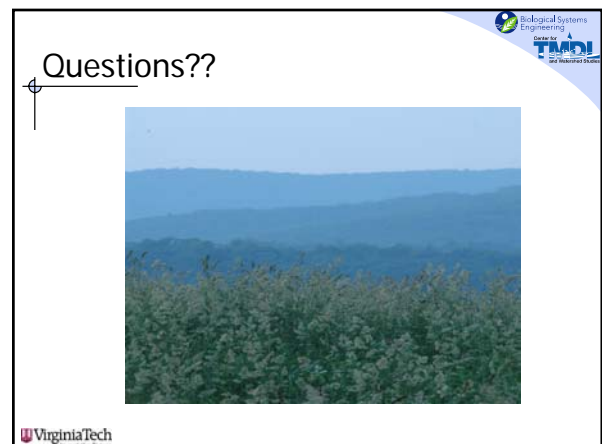 Biological Systems
Engineering
Center for
TMDL
and Watershed Studies
Questions??
VirginiaTech